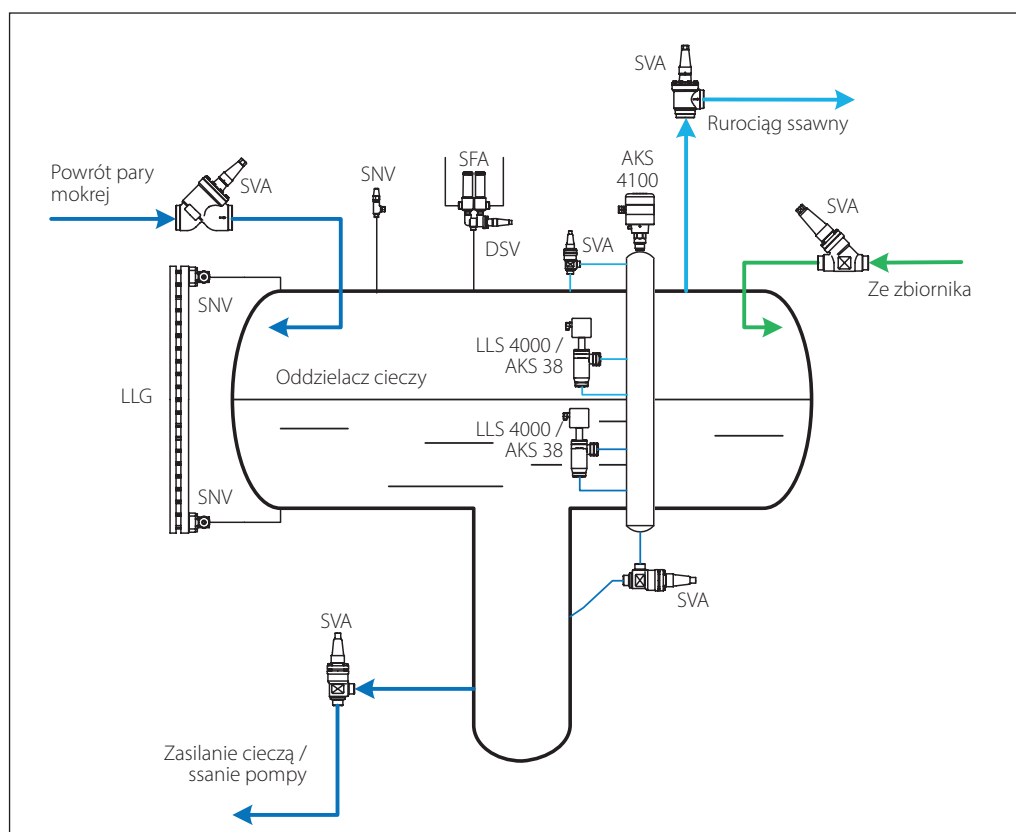 SVA
Rurociąg ssawny
Powrót pary
mokrej
SVA
SNV
SFA
DSV
AKS
4100
SVA
SVA
Ze zbiornika
SNV
LLG
SNV
Oddzielacz cieczy
LLS 4000 /
AKS 38
LLS 4000 /
AKS 38
SVA
SVA
Zasilanie cieczą /
ssanie pompy